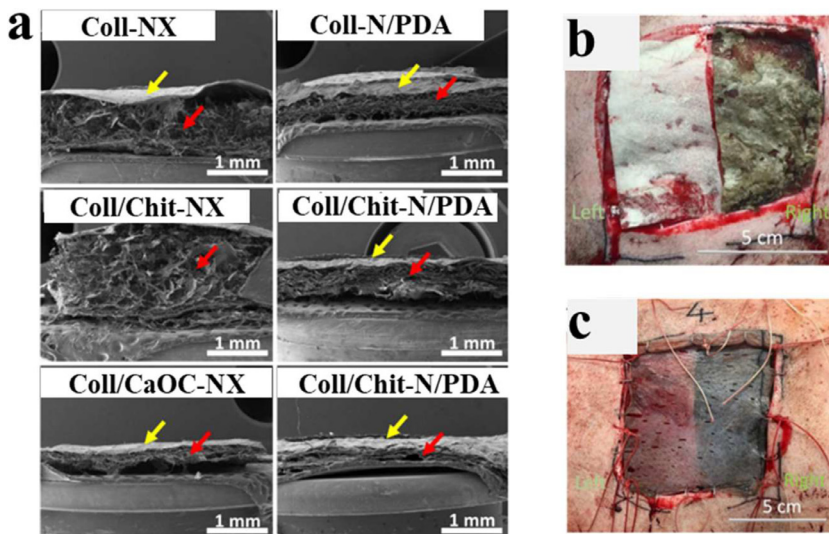 a
Coll-NX
1 mm
Coll-N/PDA
1 mm
Coll/Chit-NX
1 mm
Coll/Chit-N/PDA
1 mm
Coll/CaOC-NX
1 mm
Coll/Chit-N/PDA
1 mm
b
Left
Right
5 cm
c
4.
Left
Right
5 cm